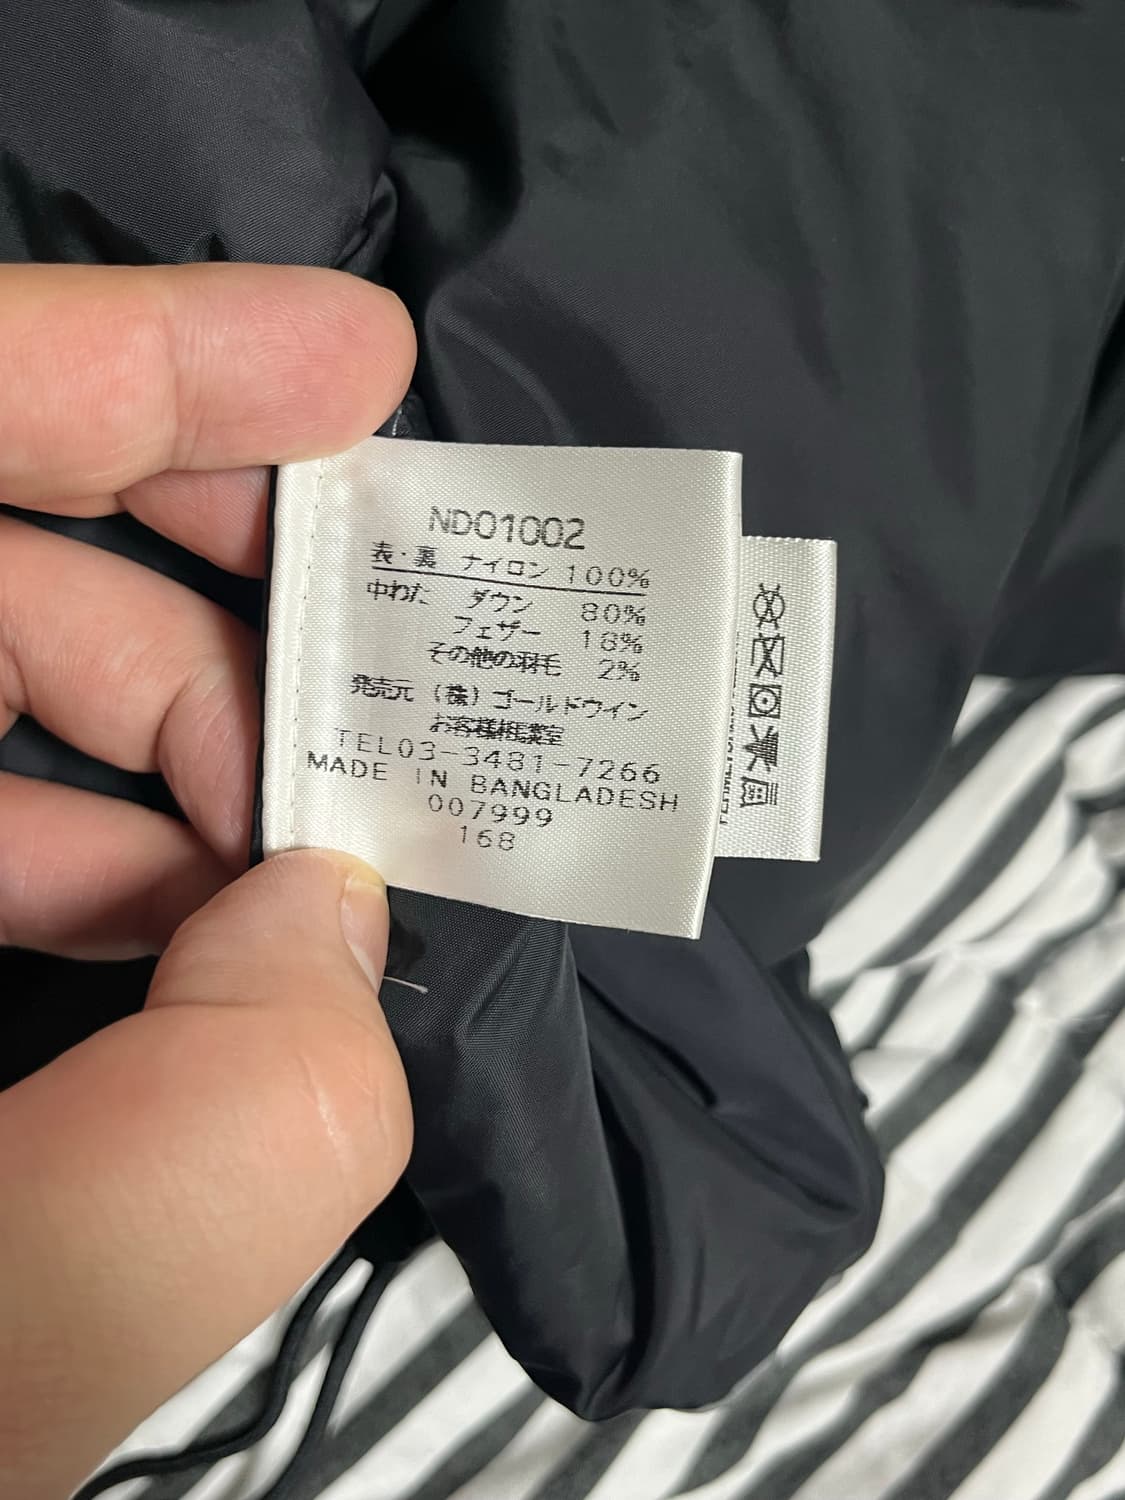 ND01002
表・裏 ナイロン 100%
中わた ダウン 80%
フェザー 18%
その他の羽毛 2%
発売元 (株)ゴールドウイン
お客様相談室
TEL03-3481-7266
MADE IN BANGLADESH
007999
168